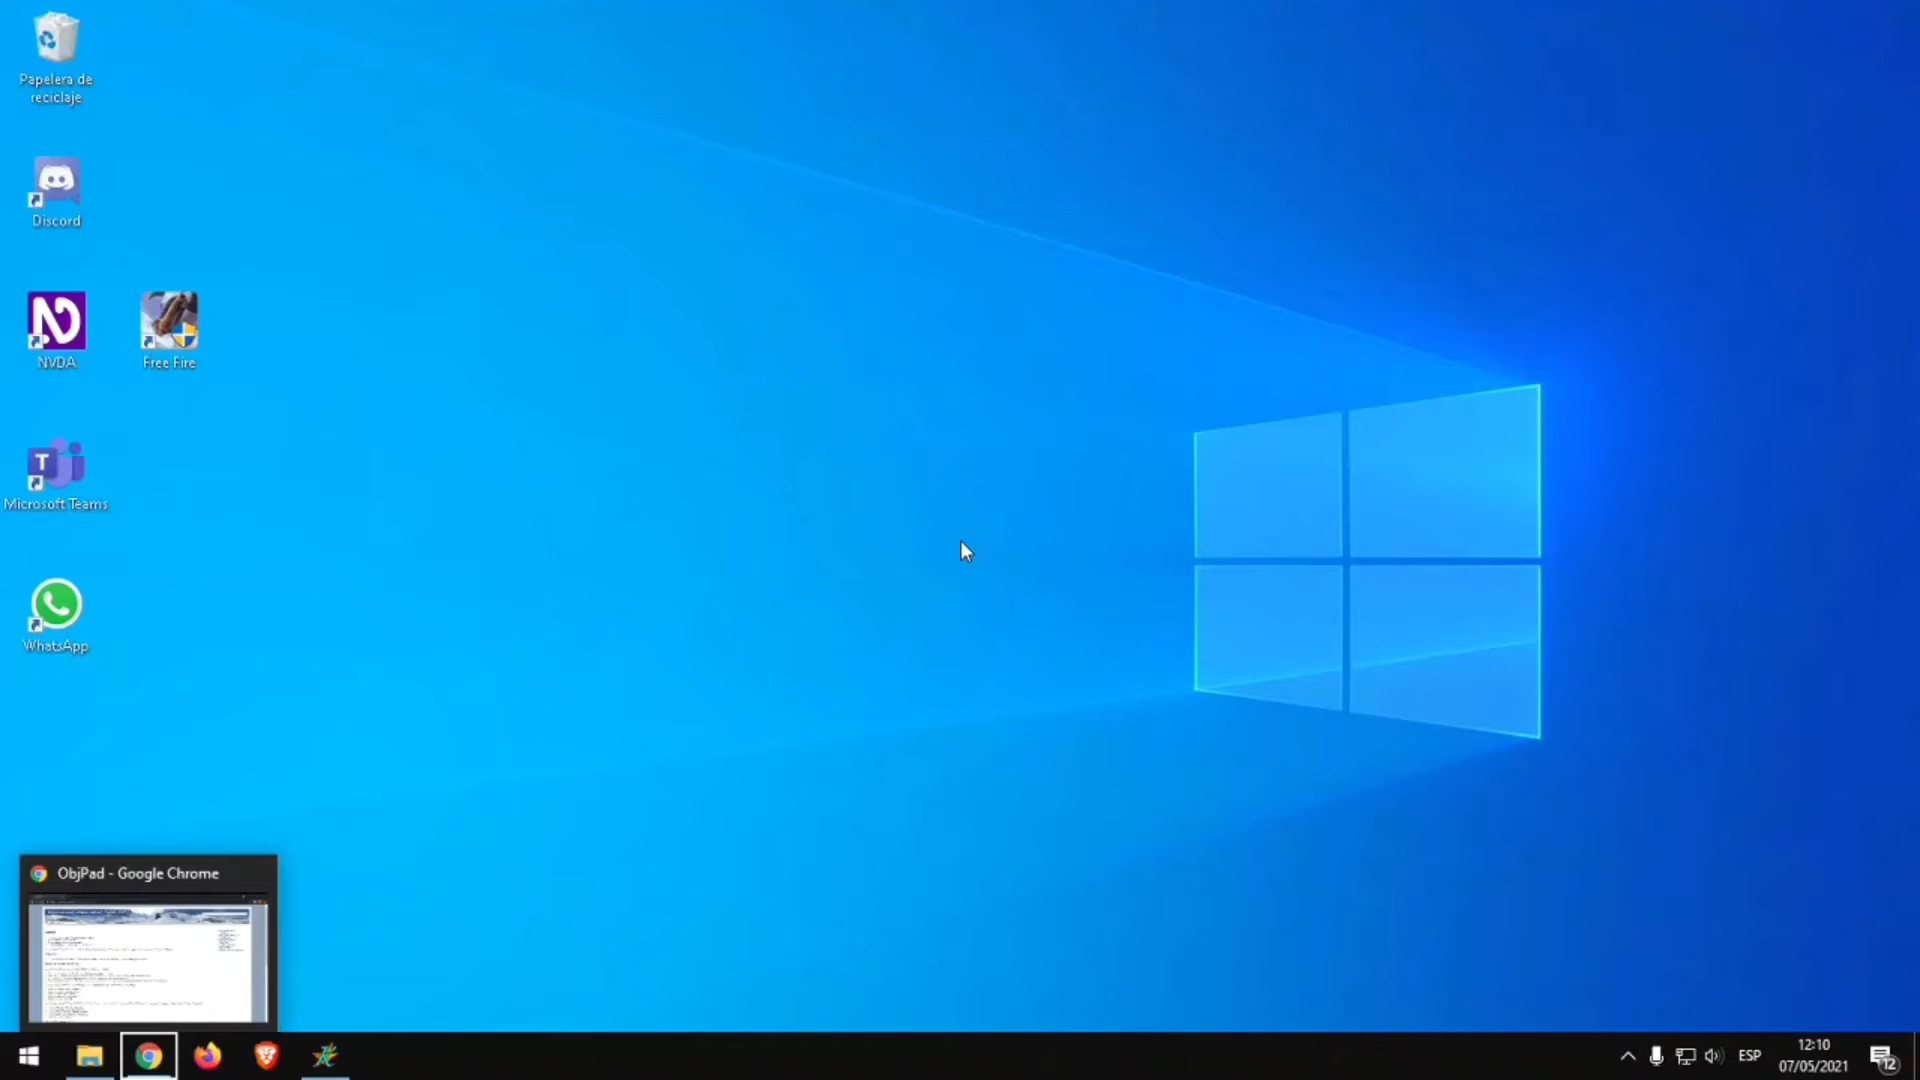 Papelera de
reciclaje
Discord
NVDA
Free Fire
Microsoft Teams
WhatsApp
ObjPad - Google Chrome
ESP
12:10
07/05/2021
12